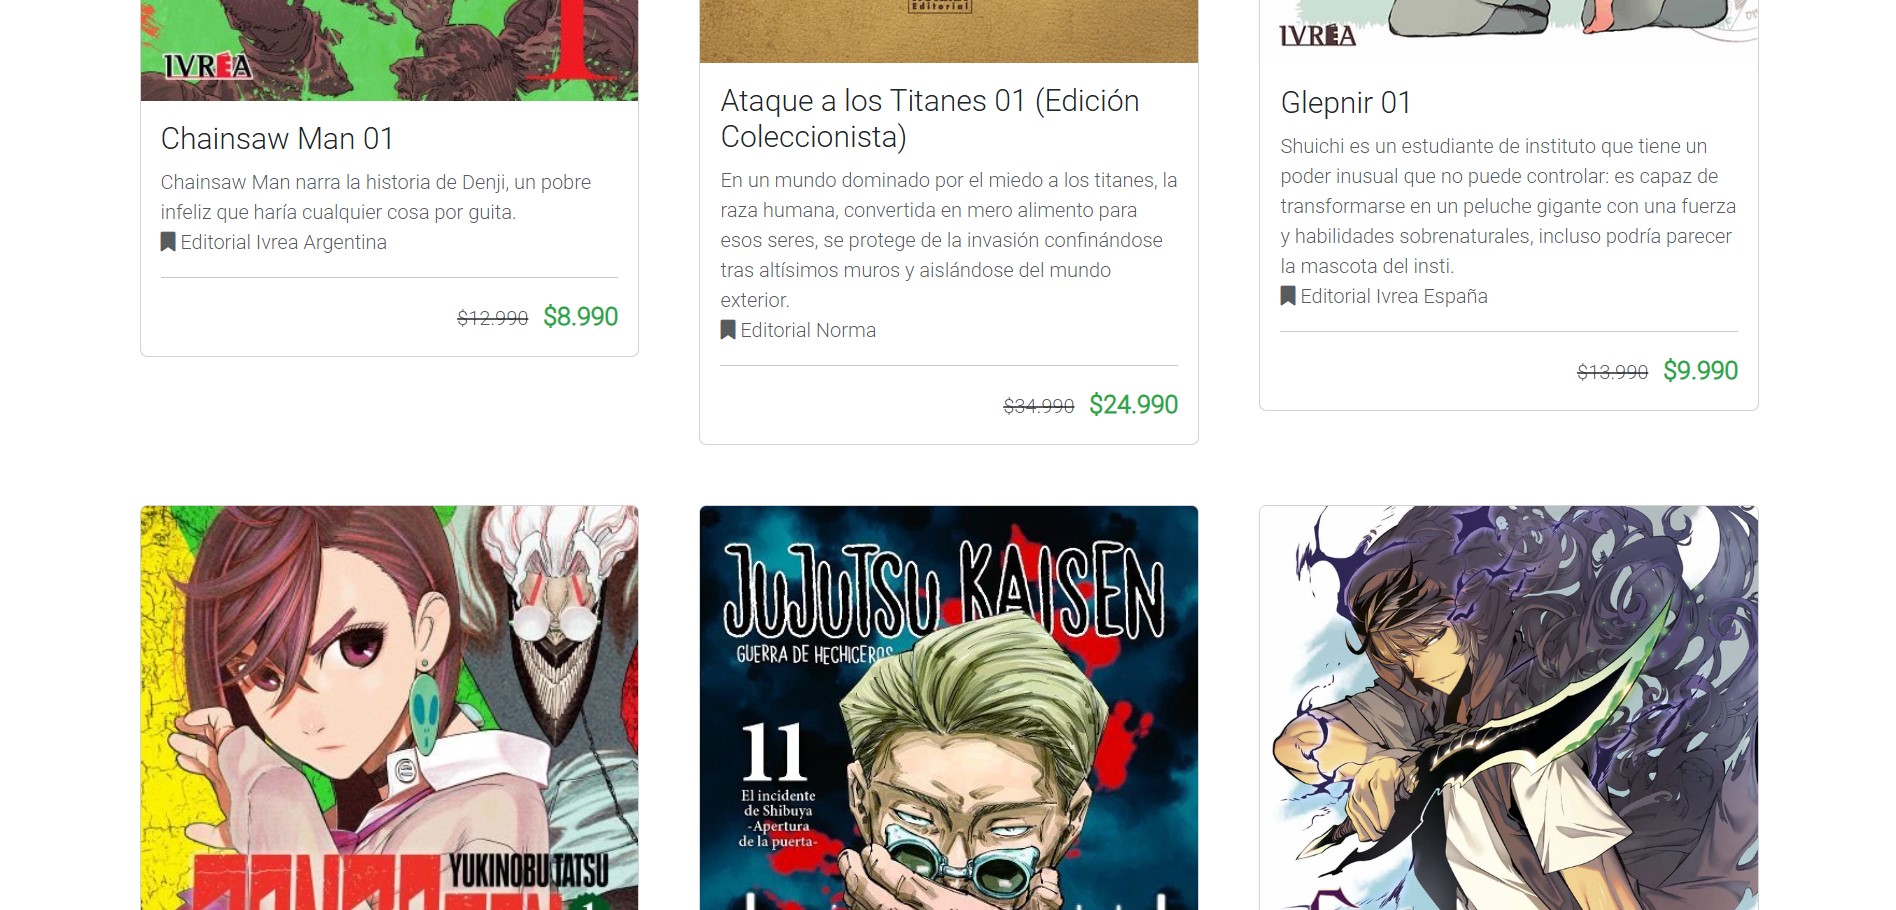 IVREA
1
Chainsaw Man 01
Chainsaw Man narra la historia de Denji, un pobre
infeliz que haría cualquier cosa por guita.
Editorial Ivrea Argentina
$12.990 $8.990
Editorial
Ataque a los Titanes 01 (Edición
Coleccionista)
En un mundo dominado por el miedo a los titanes, la
raza humana, convertida en mero alimento para
esos seres, se protege de la invasión confinándose
tras altísimos muros y aislándose del mundo
exterior.
Editorial Norma
$34.990 $24.990
IVREA
Glepnir 01
Shuichi es un estudiante de instituto que tiene un
poder inusual que no puede controlar: es capaz de
transformarse en un peluche gigante con una fuerza
y habilidades sobrenaturales, incluso podría parecer
la mascota del insti.
Editorial Ivrea España
$13.990 $9.990
YUKINOBU TATSU
JUJUTSU KAISEN
GUERRA DE HECHICEROS
11
El incidente
de Shibuya
-Apertura
de la puerta-